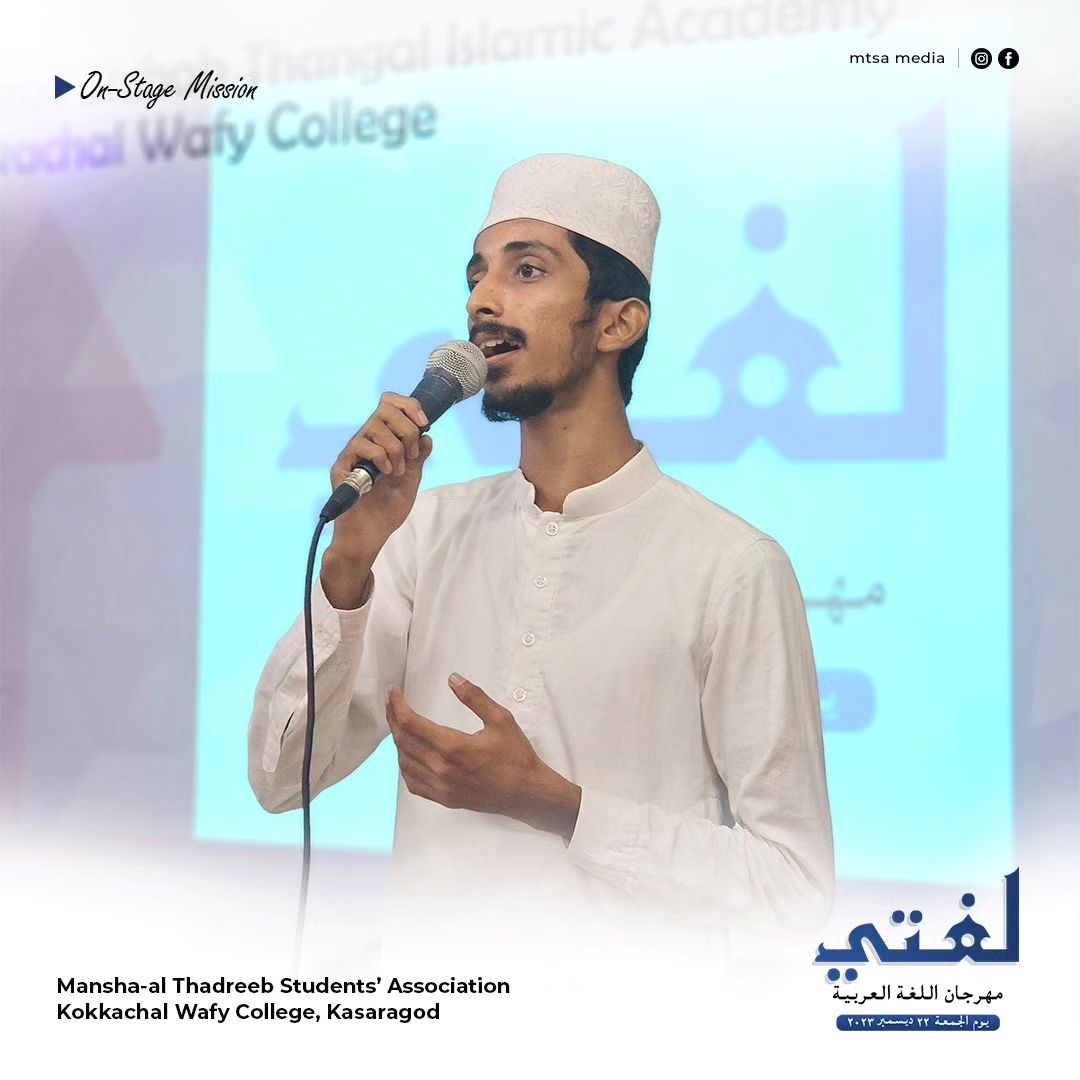 mtsa media
On-Stage Mission
Thangal Islamic Academy
Wafy College
لغتي
Mansha-al Thadreeb Students' Association
Kokkachal Wafy College, Kasaragod
لغتي
مهرجان اللغة العربية
يوم الجمعة ٢٢ ديسمبر ٢٠٢٣